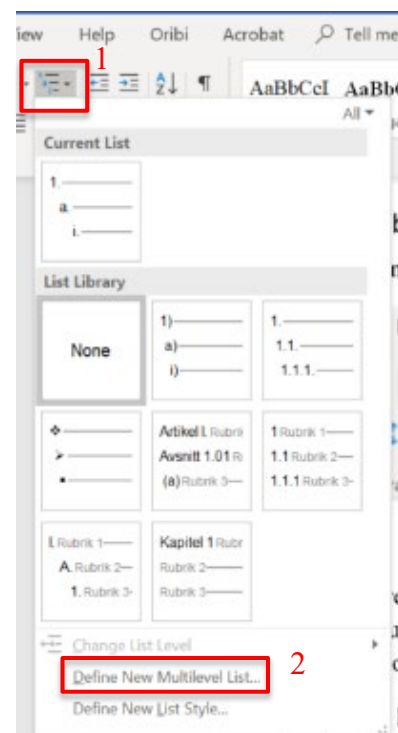 iew Help Oribi Acrobat Tell me
1
AaBbCcI AaBb
All
Current List
1.
a.
i.
List Library
None
1)
a)
i)
1.
1.1.
1.1.1.
Artikel I. Rubri
Avsnitt 1.01 R
(a) Rubrik 3
1 Rubrik 1
1.1 Rubrik 2
1.1.1 Rubrik 3
I. Rubrik 1
A. Rubrik 2
1. Rubrik 3
Kapitel 1 Rubr
Rubrik 2
Rubrik 3
Change List Level
Define New Multilevel List...
2
Define New List Style...